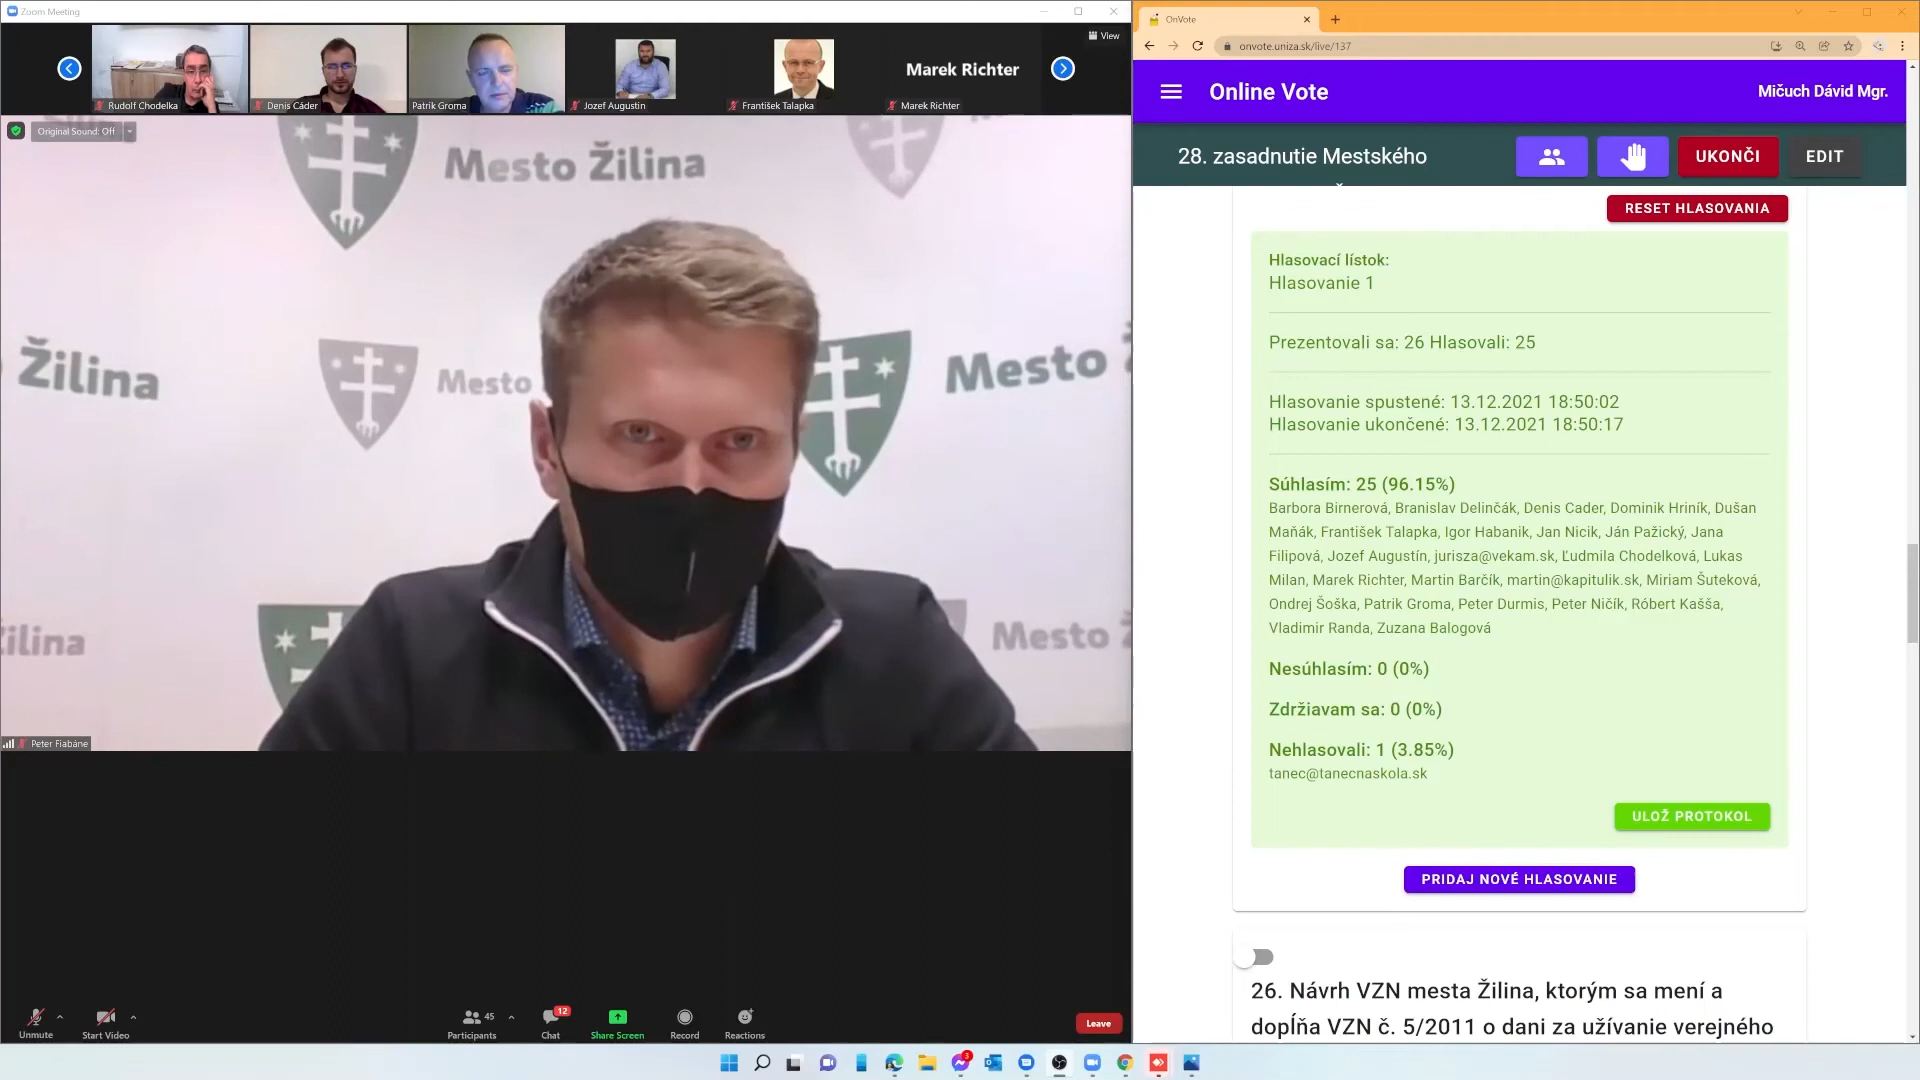 Zoom Meeting
View
Rudolf Chodelka
Denis Cáder
Patrik Groma
Jozef Augustin
František Talapka
Marek Richter
Marek Richter
Original Sound: Off
Mesto Žilina
Žilina
Mesto
Mesto
ilina
Mesto
Peter Fiabáne
Unmute
Start Video
45
Participants
12
Chat
Share Screen
Record
Reactions
Leave
OnVote
onvote.uniza.sk/live/137
Online Vote
Mičuch Dávid Mgr.
28. zasadnutie Mestského
UKONČI
EDIT
RESET HLASOVANIA
Hlasovací lístok:
Hlasovanie 1
Prezentovali sa: 26 Hlasovali: 25
Hlasovanie spustené: 13.12.2021 18:50:02
Hlasovanie ukončené: 13.12.2021 18:50:17
Súhlasím: 25 (96.15%)
Barbora Birnerová, Branislav Delinčák, Denis Cader, Dominik Hriník, Dušan
Maňák, František Talapka, Igor Habanik, Jan Nicik, Ján Pažický, Jana
Filipová, Jozef Augustín, jurisza@vekam.sk, Ľudmila Chodelková, Lukas
Milan, Marek Richter, Martin Barčík, martin@kapitulik.sk, Miriam Šuteková,
Ondrej Šoška, Patrik Groma, Peter Durmis, Peter Ničík, Róbert Kašša,
Vladimir Randa, Zuzana Balogová
Nesúhlasím: 0 (0%)
Zdržiavam sa: 0 (0%)
Nehlasovali: 1 (3.85%)
tanec@tanecnaskola.sk
ULOŽ PROTOKOL
PRIDAJ NOVÉ HLASOVANIE
26. Návrh VZN mesta Žilina, ktorým sa mení a
dopĺňa VZN č. 5/2011 o dani za užívanie verejného
3